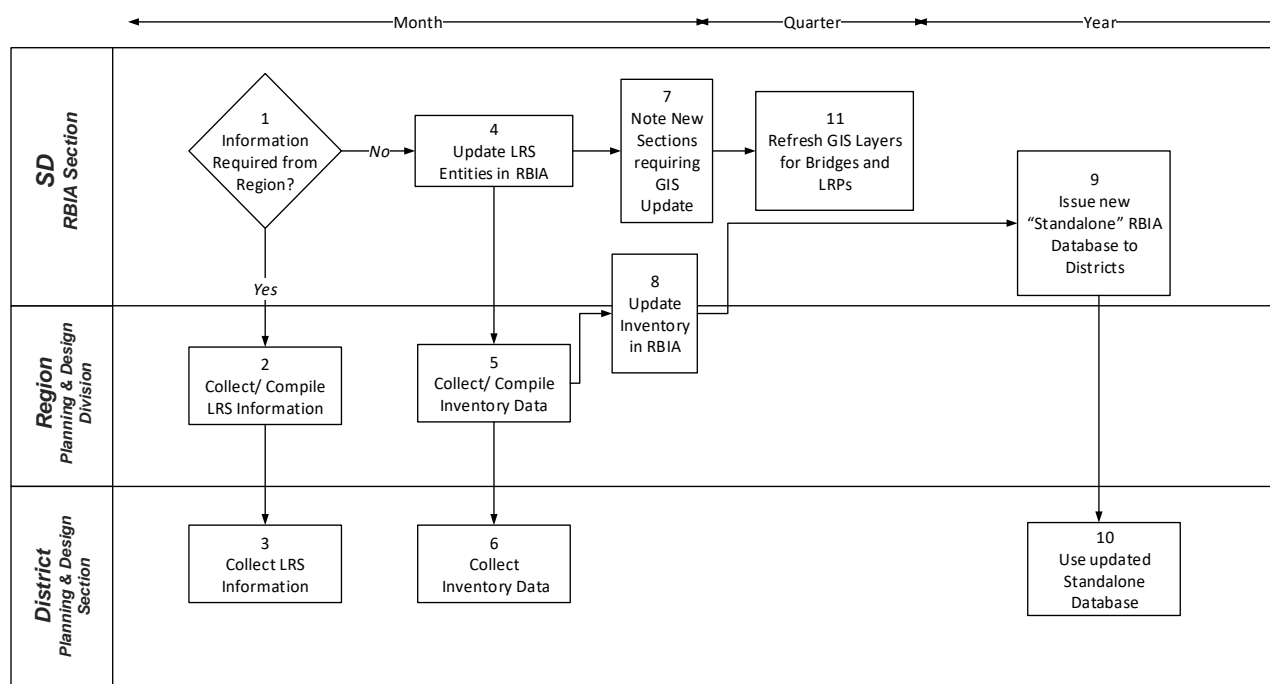 Month
Quarter
Year
SD
RBIA Section
1
Information
Required from
Region?
No
Yes
4
Update LRS
Entities in RBIA
7
Note New
Sections
requiring
GIS
Update
11
Refresh GIS Layers
for Bridges and
LRPs
9
Issue new
“Standalone” RBIA
Database to
Districts
8
Update
Inventory
in RBIA
Region
Planning & Design
Division
2
Collect/ Compile
LRS Information
5
Collect/ Compile
Inventory Data
District
Planning & Design
Section
3
Collect LRS
Information
6
Collect
Inventory Data
10
Use updated
Standalone
Database